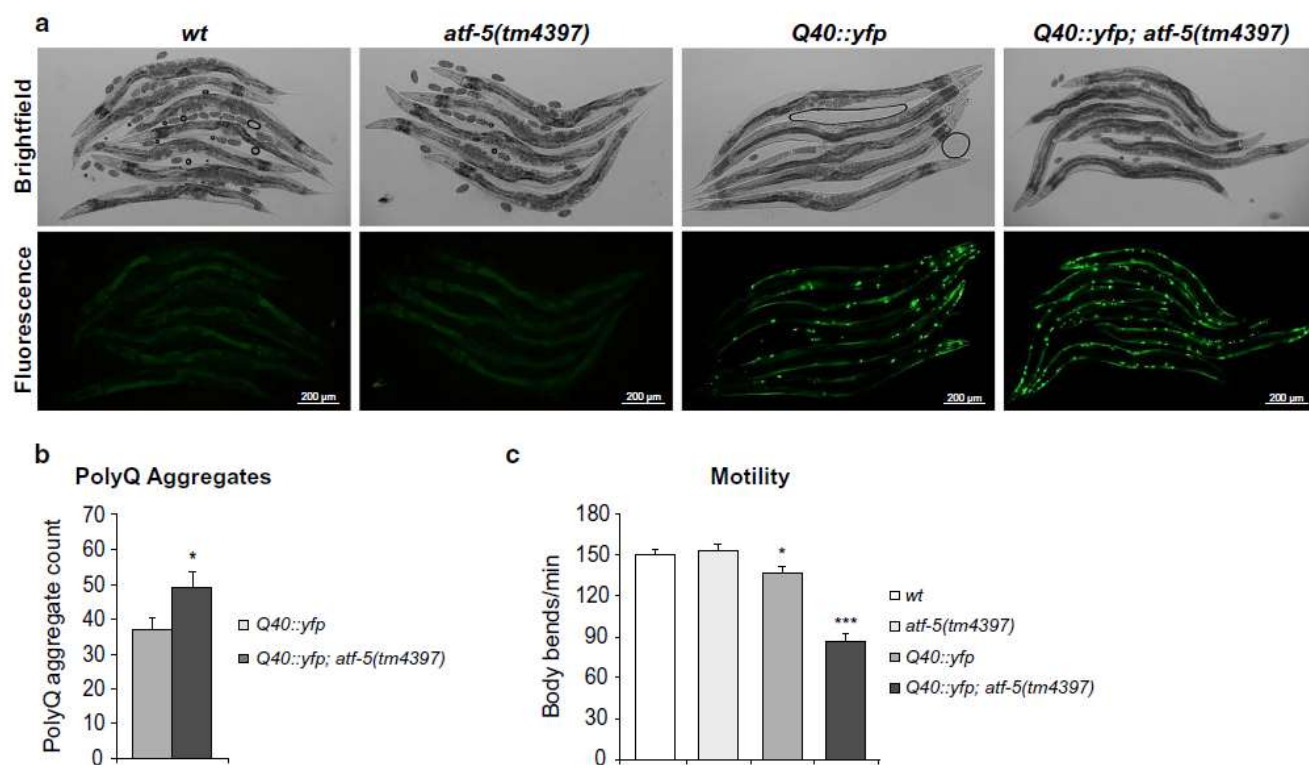 a
wt
atf-5(tm4397)
Q40::yfp
Q40::yfp; atf-5(tm4397)
Brightfield
Fluorescence
200 µm
200 µm
200 µm
200 µm
b
PolyQ Aggregates
PolyQ aggregate count
70
60
50
40
30
20
10
0
*
Q40::yfp
Q40::yfp; atf-5(tm4397)
c
Motility
Body bends/min
180
150
120
90
60
30
0
*
***
wt
atf-5(tm4397)
Q40::yfp
Q40::yfp; atf-5(tm4397)